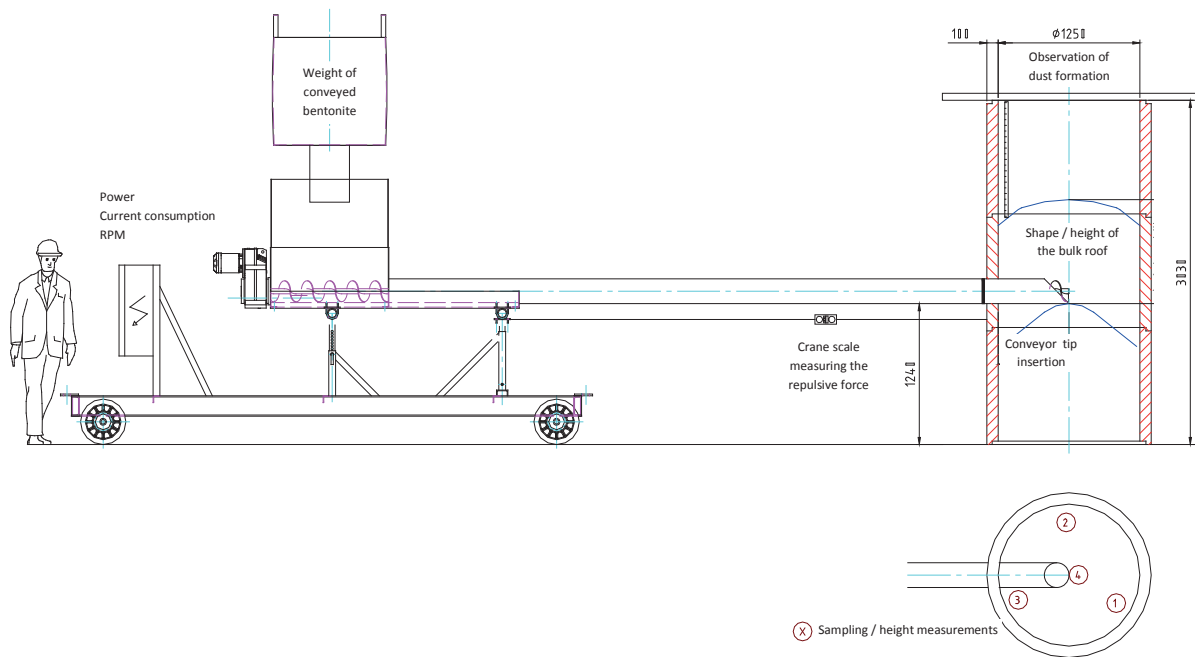 100
ø1250
Observation of
dust formation
Weight of
conveyed
bentonite
Power
Current consumption
RPM
Shape / height of
the bulk roof
3030
Crane scale
measuring the
repulsive force
1240
Conveyor tip
insertion
2
4
3
1
X Sampling / height measurements